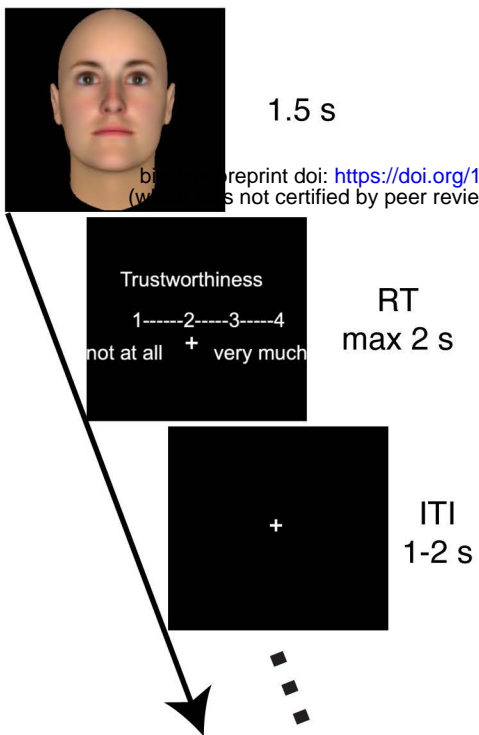 1.5 s
preprint doi: https://doi.org/1
not certified by peer revie
Trustworthiness
1------2-----3-----4
+
not at all very much
RT
max 2 s
+
ITI
1-2 s